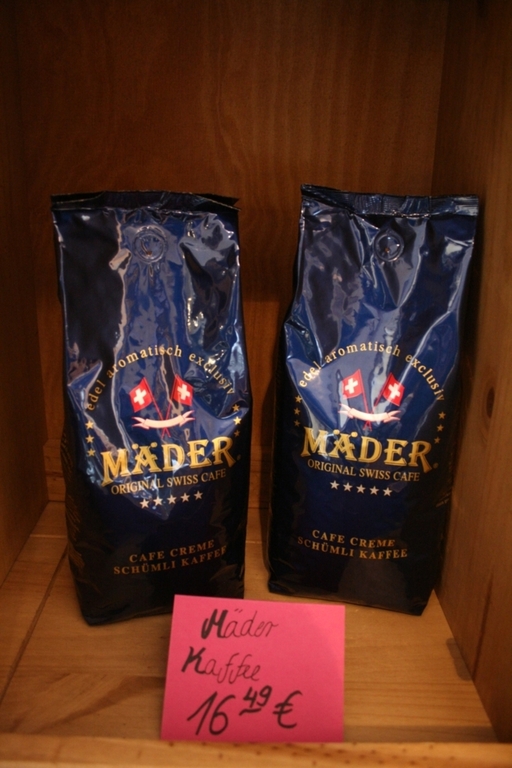 edel aromatisch exclusiv
MÄDER
ORIGINAL SWISS CAFE
CAFE CREME
SCHÜMLI KAFFEE
edel aromatisch exclusiv
MÄDER
ORIGINAL SWISS CAFE
CAFE CREME
SCHÜMLI KAFFEE
Mäder
Kaffee
16 49 €